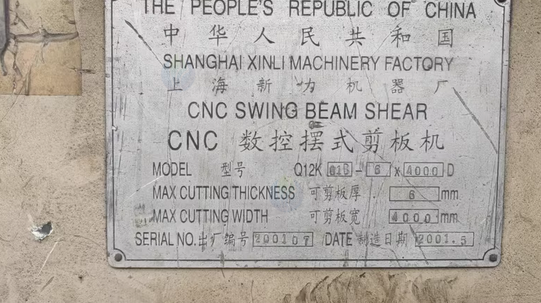 THE PEOPLE'S REPUBLIC OF CHINA
中华人民共和国
SHANGHAI XINLI MACHINERY FACTORY
上海新力机器厂
CNC SWING BEAM SHEAR
CNC 数控摆式剪板机
MODEL 型号 Q12K - 6 x 4000 D
MAX CUTTING THICKNESS 可剪板厚 6 mm
MAX CUTTING WIDTH 可剪板宽 4000 mm
SERIAL NO. 出厂编号 200107 DATE 制造日期 2001.5